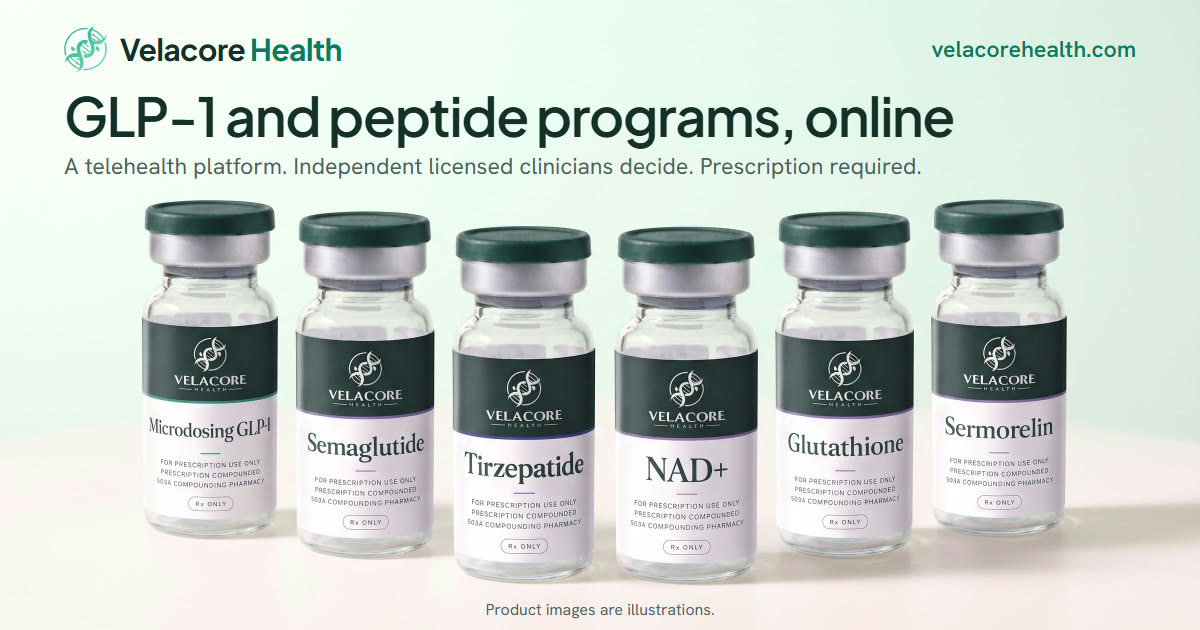 Velacore Health
velacorehealth.com
GLP-1 and peptide programs, online
A telehealth platform. Independent licensed clinicians decide. Prescription required.
VELACORE
HEALTH
Microdosing GLP-1
FOR PRESCRIPTION USE ONLY
PRESCRIPTION COMPOUNDED
503A COMPOUNDING PHARMACY
Rx ONLY
VELACORE
HEALTH
Semaglutide
FOR PRESCRIPTION USE ONLY
PRESCRIPTION COMPOUNDED
503A COMPOUNDING PHARMACY
Rx ONLY
VELACORE
HEALTH
Tirzepatide
FOR PRESCRIPTION USE ONLY
PRESCRIPTION COMPOUNDED
503A COMPOUNDING PHARMACY
Rx ONLY
VELACORE
HEALTH
NAD+
FOR PRESCRIPTION USE ONLY
PRESCRIPTION COMPOUNDED
503A COMPOUNDING PHARMACY
Rx ONLY
VELACORE
HEALTH
Glutathione
FOR PRESCRIPTION USE ONLY
PRESCRIPTION COMPOUNDED
503A COMPOUNDING PHARMACY
Rx ONLY
VELACORE
HEALTH
Sermorelin
FOR PRESCRIPTION USE ONLY
PRESCRIPTION COMPOUNDED
503A COMPOUNDING PHARMACY
Rx ONLY
Product images are illustrations.